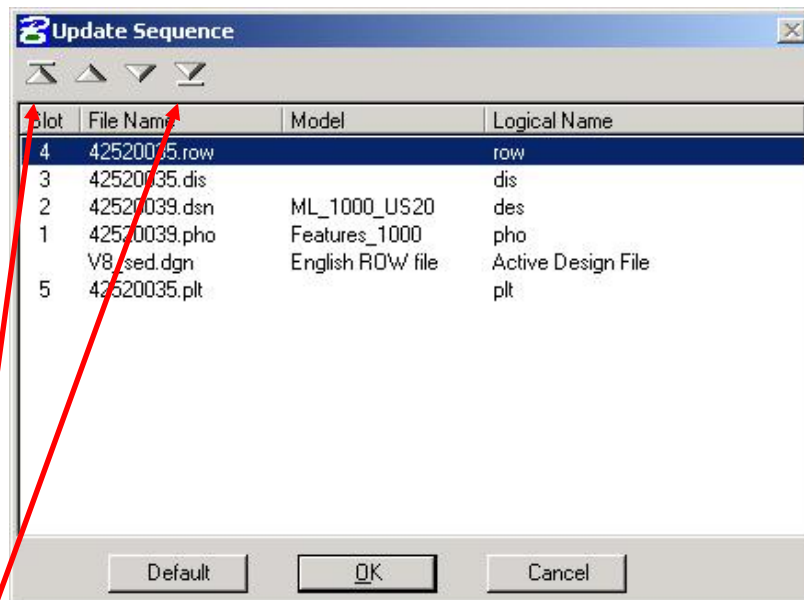 Update Sequence
Slot File Name Model Logical Name
4 42520035.row row
3 42520035.dis dis
2 42520039.dsn ML_1000_US20 des
1 42520039.pho Features_1000 pho
V8_sed.dgn English ROW file Active Design File
5 42520035.plt plt
Default OK Cancel